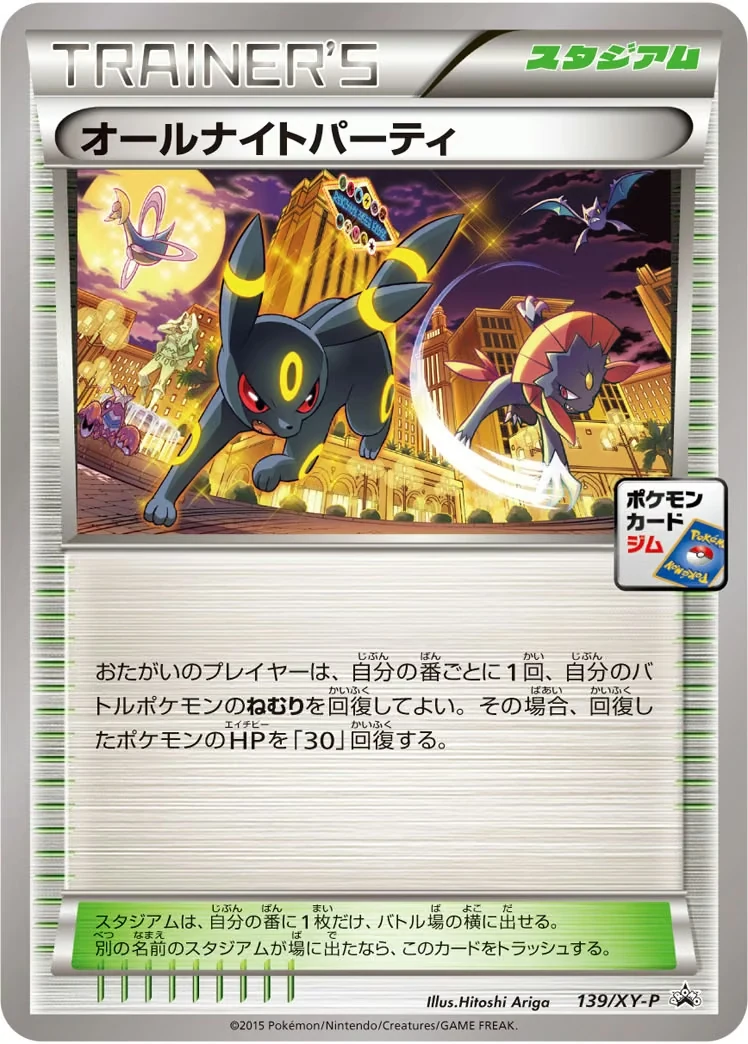 TRAINER'S
スタジアム
オールナイトパーティ
ポケモン
カード
ジム
POKéMON
POKéMON
おたがいのプレイヤーは、自分の番ごとに1回、自分のバ
トルポケモンのねむりを回復してよい。その場合、回復し
たポケモンのHPを「30」回復する。
スタジアムは、自分の番に1枚だけ、バトル場の横に出せる。
別の名前のスタジアムが場に出たなら、このカードをトラッシュする。
Illus.Hitoshi Ariga
139/XY-P
©2015 Pokémon/Nintendo/Creatures/GAME FREAK.